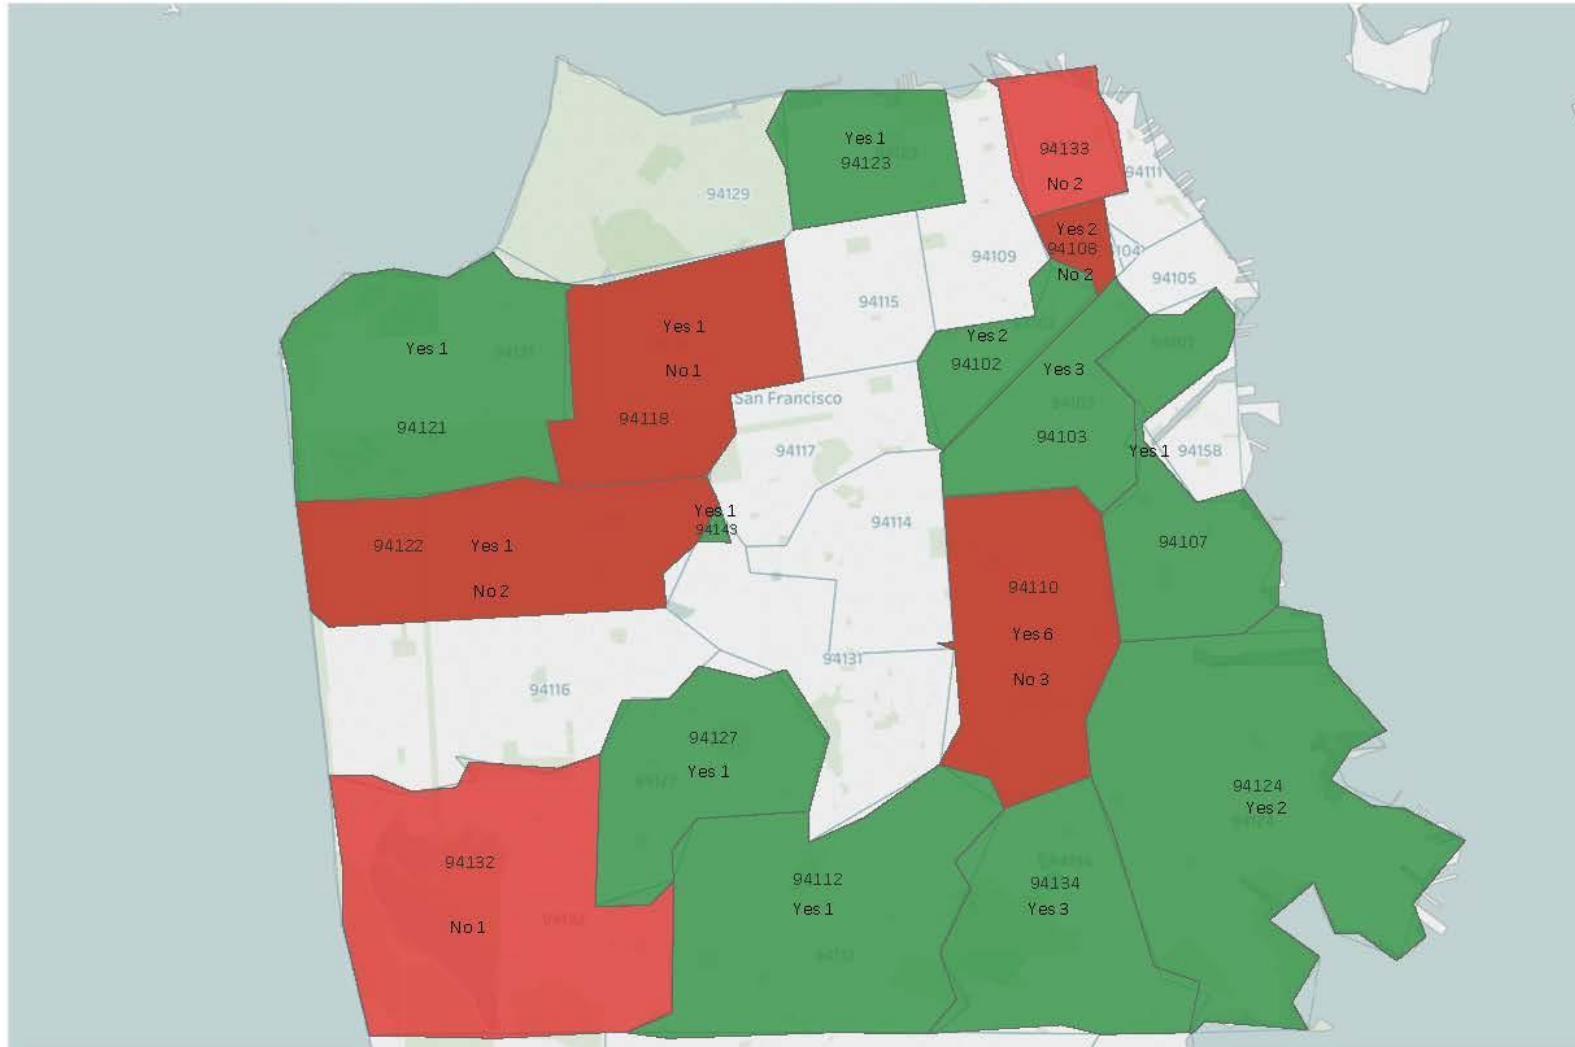 Yes 1
94123
94133
No 2
94111
94129
Yes 2
94108
No 2
104
94109
94105
94115
Yes 1
No 1
94118
Yes 1
94121
Yes 2
94102
Yes 3
94103
San Francisco
94117
Yes 1
94158
94114
Yes 1
94143
94122
Yes 1
No 2
94107
94110
Yes 6
No 3
94131
94116
94127
Yes 1
94124
Yes 2
94132
No 1
94112
Yes 1
94134
Yes 3